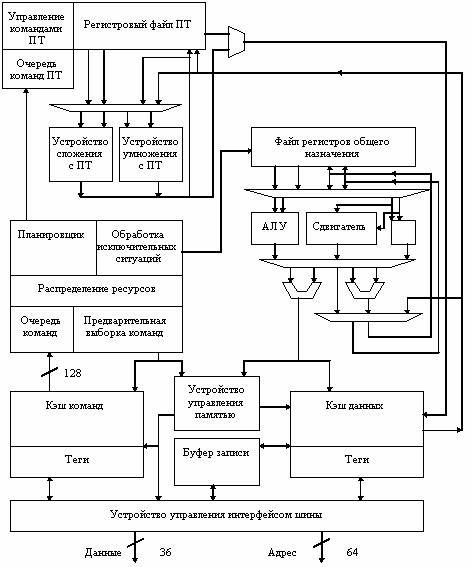 Управление
командами
ПТ
Регистровый файл ПТ
Очередь
команд ПТ
Устройство
сложения
с ПТ
Устройство
умножения
с ПТ
Файл регистров общего
назначения
АЛУ
Сдвигатель
Планировщик
Обработка
исключительных
ситуаций
Распределение ресурсов
Очередь
команд
Предварительная
выборка команд
128
Кэш команд
Теги
Устройство
управления
памятью
Буфер записи
Кэш данных
Теги
Устройство управления интерфейсом шины
Данные
36
Адрес
64